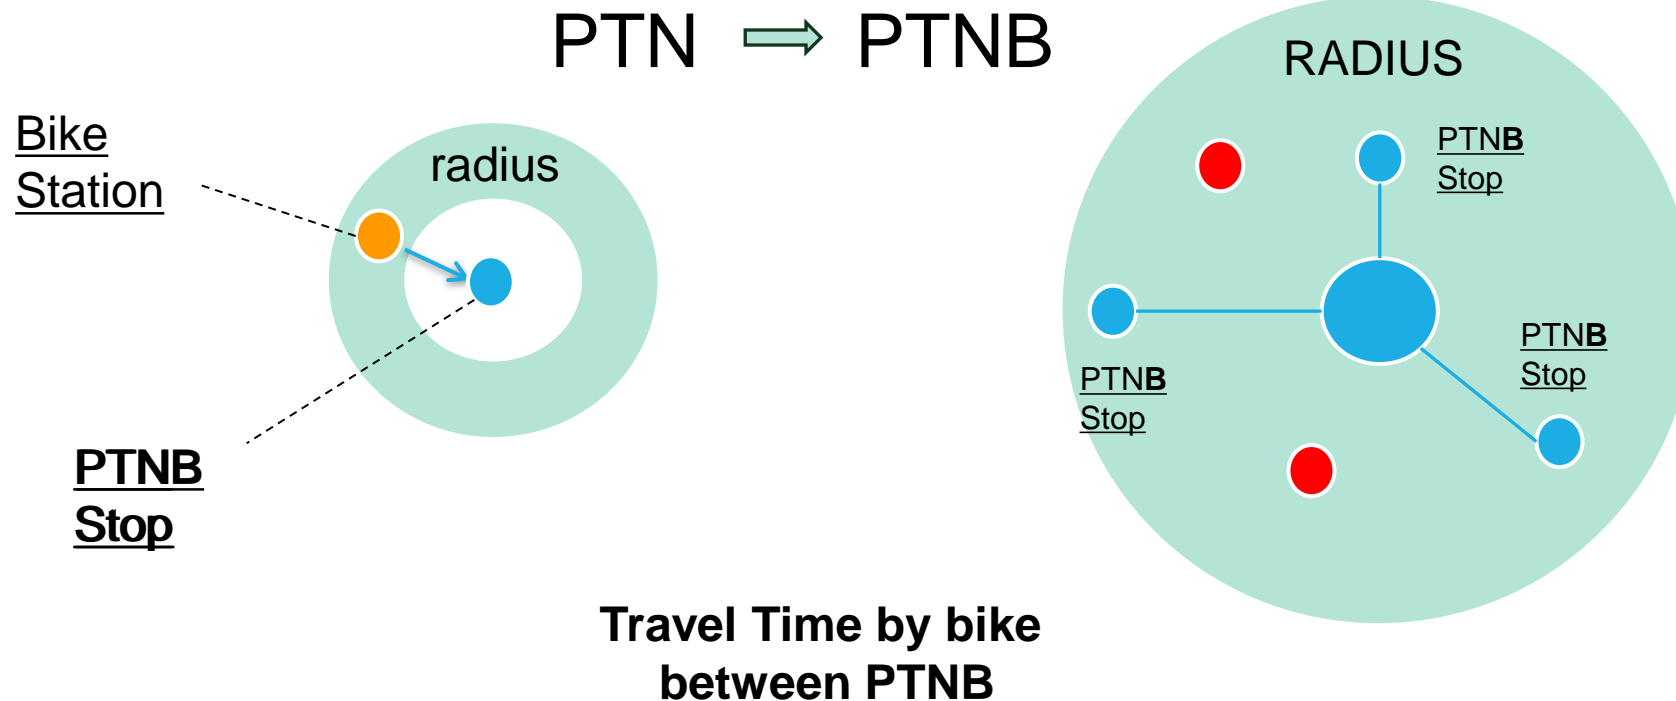 PTN PTNB
RADIUS
Bike
Station
radius
PTNB
Stop
PTNB
Stop
PTNB
Stop
PTNB
Stop
Travel Time by bike
between PTNB